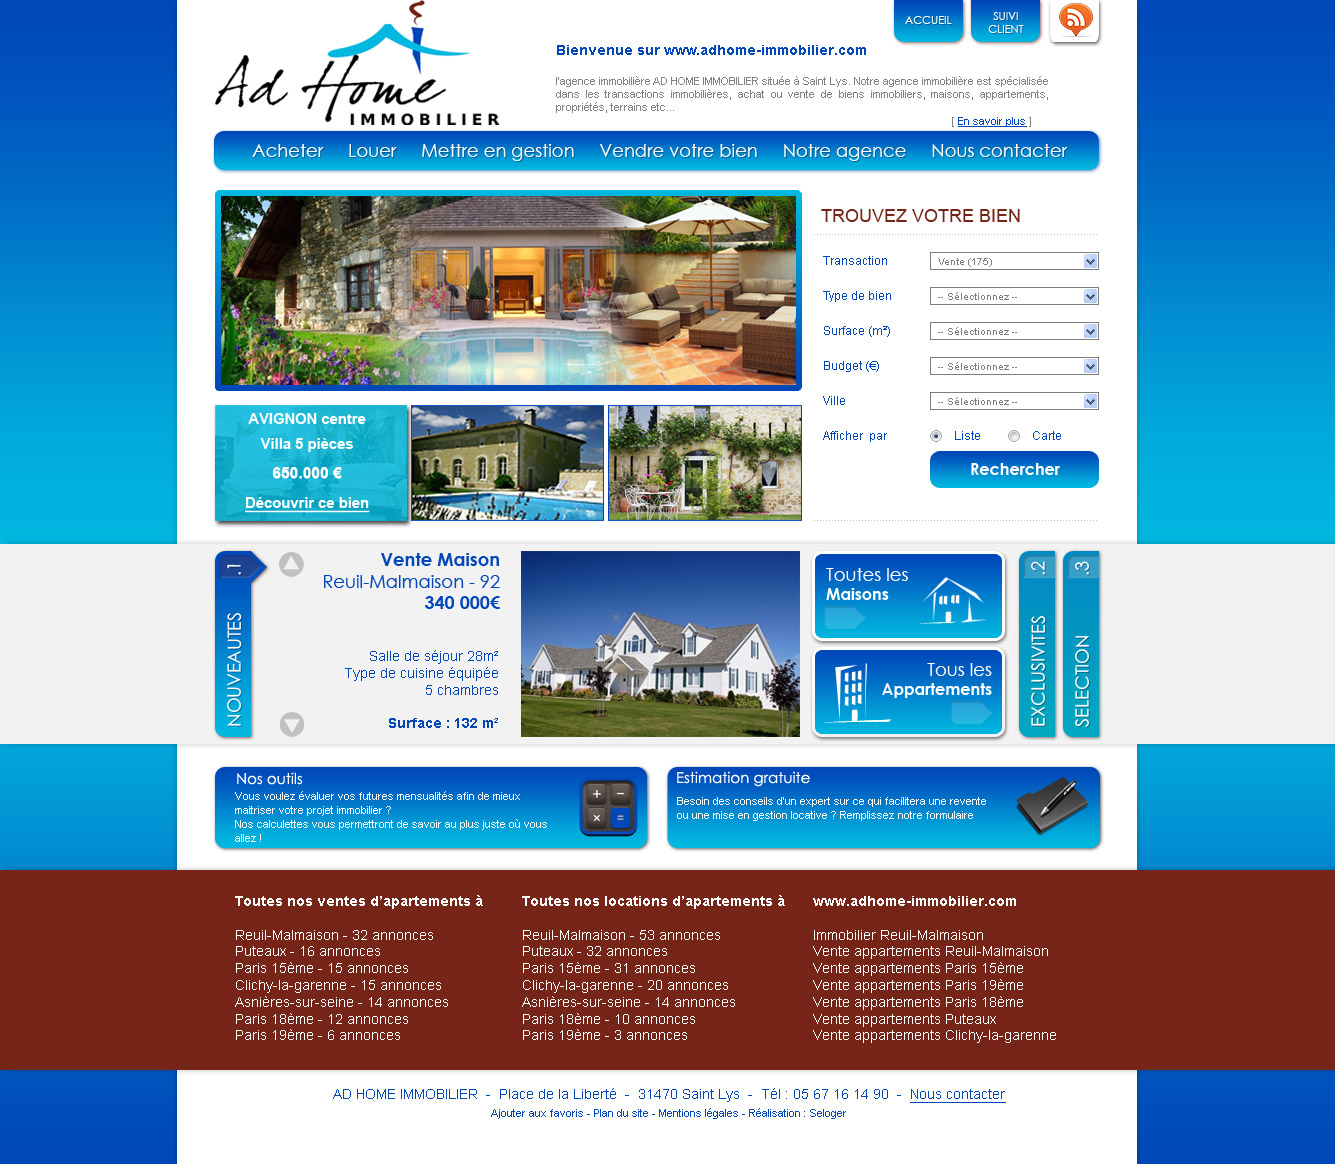 Ad Home
IMMOBILIER
ACCUEIL
SUIVI
CLIENT
Bienvenue sur www.adhome-immobilier.com
l'agence immobilière AD HOME IMMOBILIER située à Saint Lys. Notre agence immobilière est spécialisée
dans les transactions immobilières, achat ou vente de biens immobiliers, maisons, appartements,
propriétés, terrains etc...
[ En savoir plus ]
Acheter Louer Mettre en gestion Vendre votre bien Notre agence Nous contacter
TROUVEZ VOTRE BIEN
Transaction Vente (175)
Type de bien -- Sélectionnez --
Surface (m²) -- Sélectionnez --
Budget (€) -- Sélectionnez --
Ville -- Sélectionnez --
Afficher par Liste Carte
Rechercher
AVIGNON centre
Villa 5 pièces
650.000 €
Découvrir ce bien
.1
NOUVEAUTES
Vente Maison
Reuil-Malmaison - 92
340 000€
Salle de séjour 28m²
Type de cuisine équipée
5 chambres
Surface : 132 m²
Toutes les
Maisons
Tous les
Appartements
.2
EXCLUSIVITES
.3
SELECTION
Nos outils
Vous voulez évaluer vos futures mensualités afin de mieux
maitriser votre projet immobilier ?
Nos calculettes vous permettront de savoir au plus juste où vous
allez !
+ −
× =
Estimation gratuite
Besoin des conseils d'un expert sur ce qui facilitera une revente
ou une mise en gestion locative ? Remplissez notre formulaire
Toutes nos ventes d'apartements à
Reuil-Malmaison - 32 annonces
Puteaux - 16 annonces
Paris 15ème - 15 annonces
Clichy-la-garenne - 15 annonces
Asnières-sur-seine - 14 annonces
Paris 18ème - 12 annonces
Paris 19ème - 6 annonces
Toutes nos locations d'apartements à
Reuil-Malmaison - 53 annonces
Puteaux - 32 annonces
Paris 15ème - 31 annonces
Clichy-la-garenne - 20 annonces
Asnières-sur-seine - 14 annonces
Paris 18ème - 10 annonces
Paris 19ème - 3 annonces
www.adhome-immobilier.com
Immobilier Reuil-Malmaison
Vente appartements Reuil-Malmaison
Vente appartements Paris 15ème
Vente appartements Paris 19ème
Vente appartements Paris 18ème
Vente appartements Puteaux
Vente appartements Clichy-la-garenne
AD HOME IMMOBILIER - Place de la Liberté - 31470 Saint Lys - Tél : 05 67 16 14 90 - Nous contacter
Ajouter aux favoris - Plan du site - Mentions légales - Réalisation : Seloger